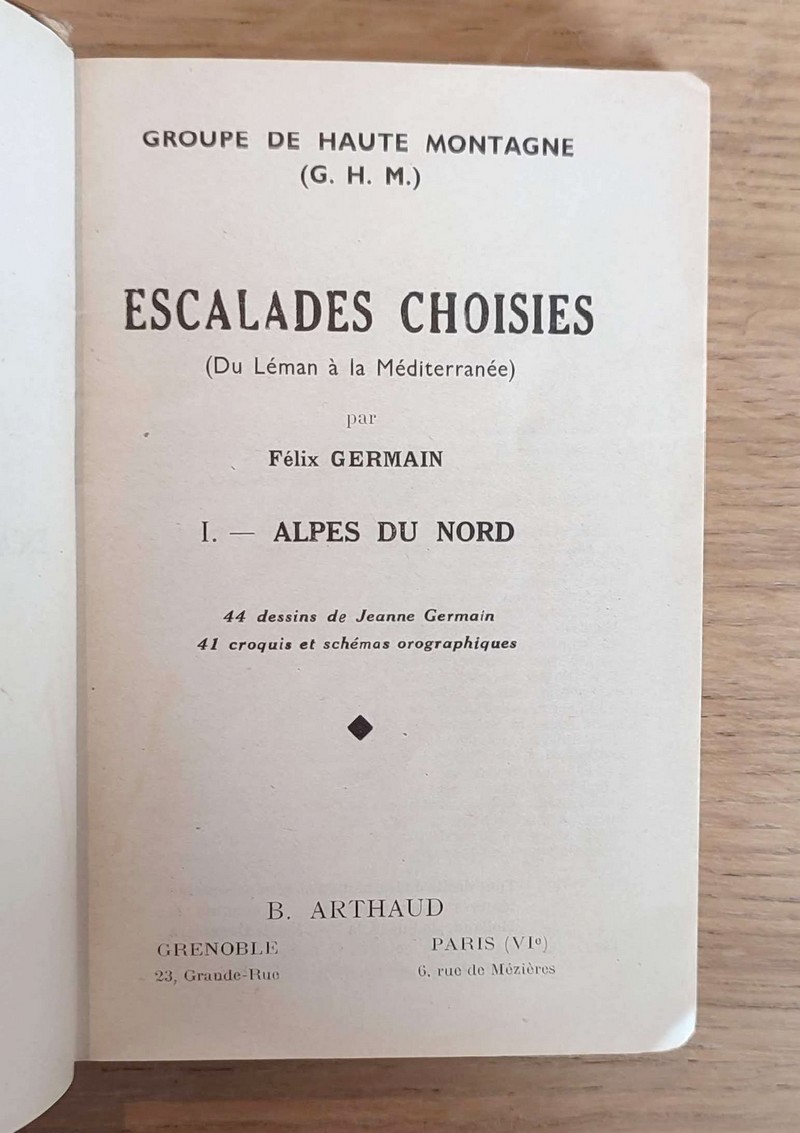 GROUPE DE HAUTE MONTAGNE
(G. H. M.)
ESCALADES CHOISIES
(Du Léman à la Méditerranée)
par
Félix GERMAIN
I. — ALPES DU NORD
44 dessins de Jeanne Germain
41 croquis et schémas orographiques
B. ARTHAUD
GRENOBLE
23, Grande-Rue
PARIS (VIe)
6, rue de Mézières